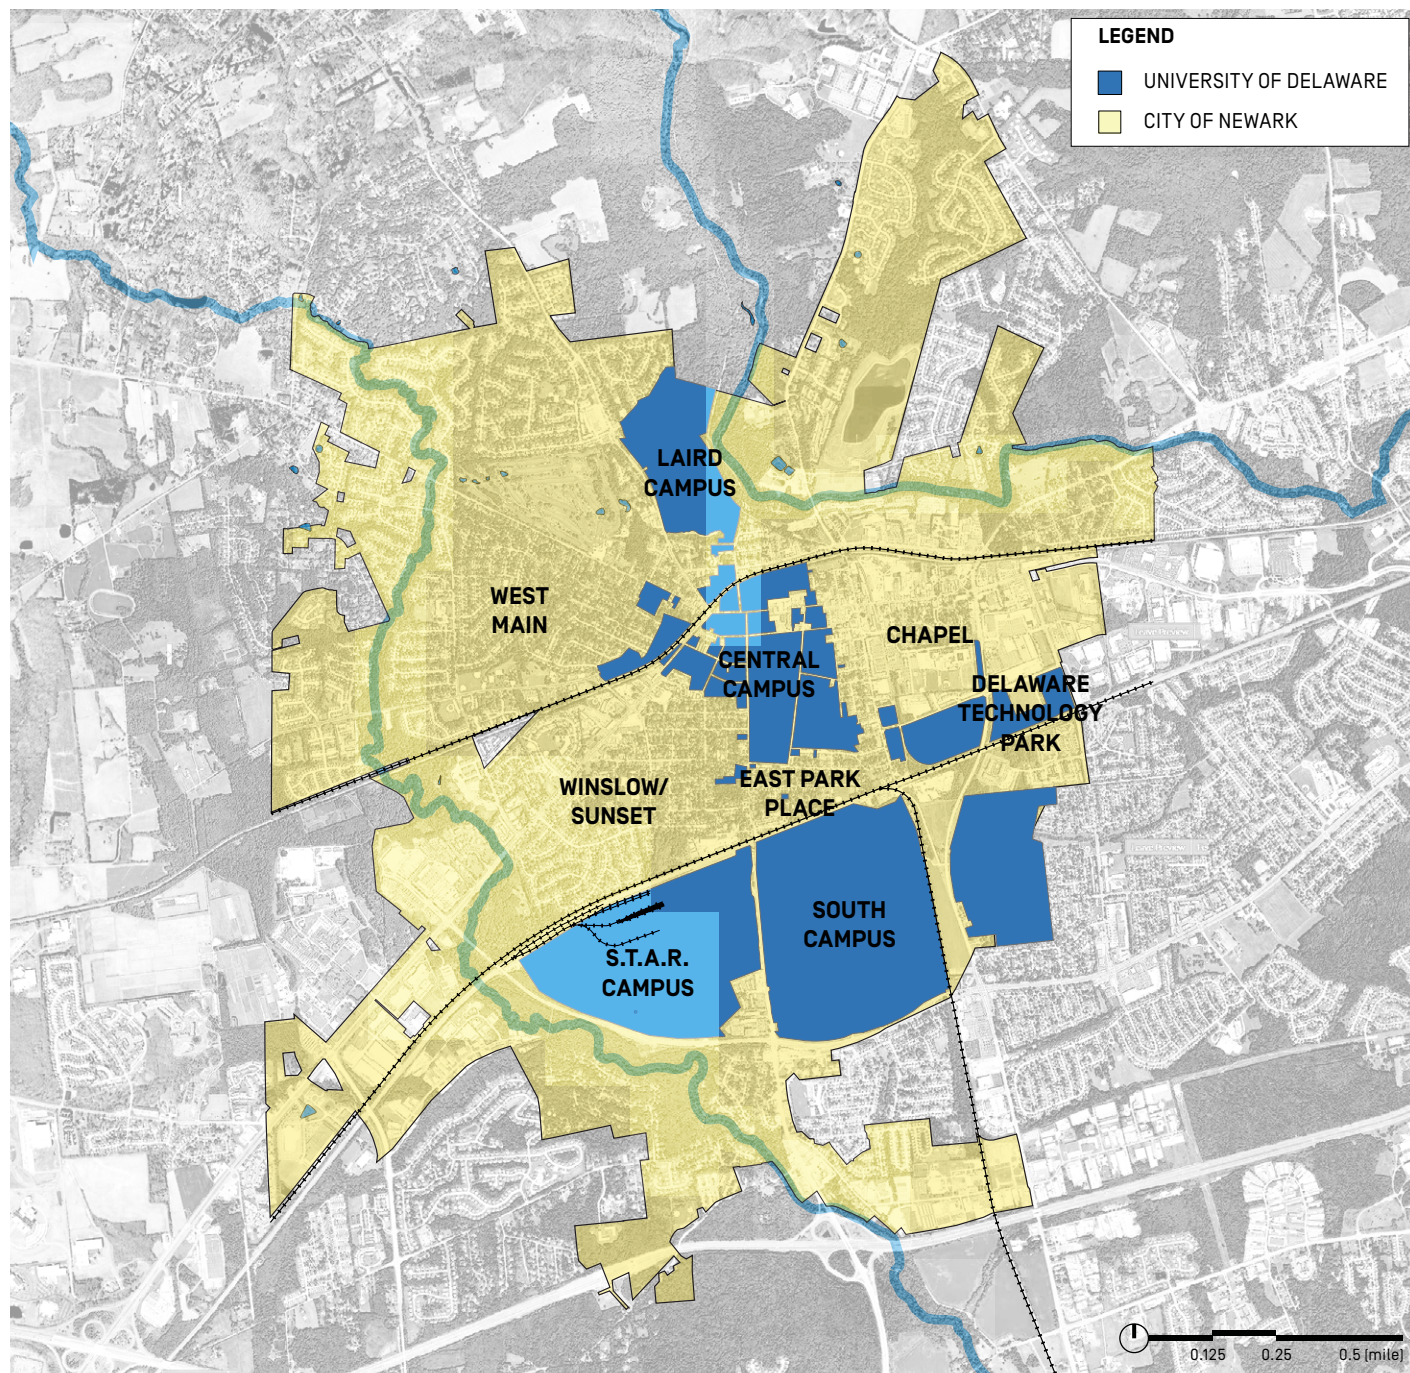 LEGEND
UNIVERSITY OF DELAWARE
CITY OF NEWARK
LAIRD
CAMPUS
WEST
MAIN
CHAPEL
CENTRAL
CAMPUS
DELAWARE
TECHNOLOGY
PARK
WINSLOW/
SUNSET
EAST PARK
PLACE
SOUTH
CAMPUS
S.T.A.R.
CAMPUS
0.125
0.25
0.5 (mile)